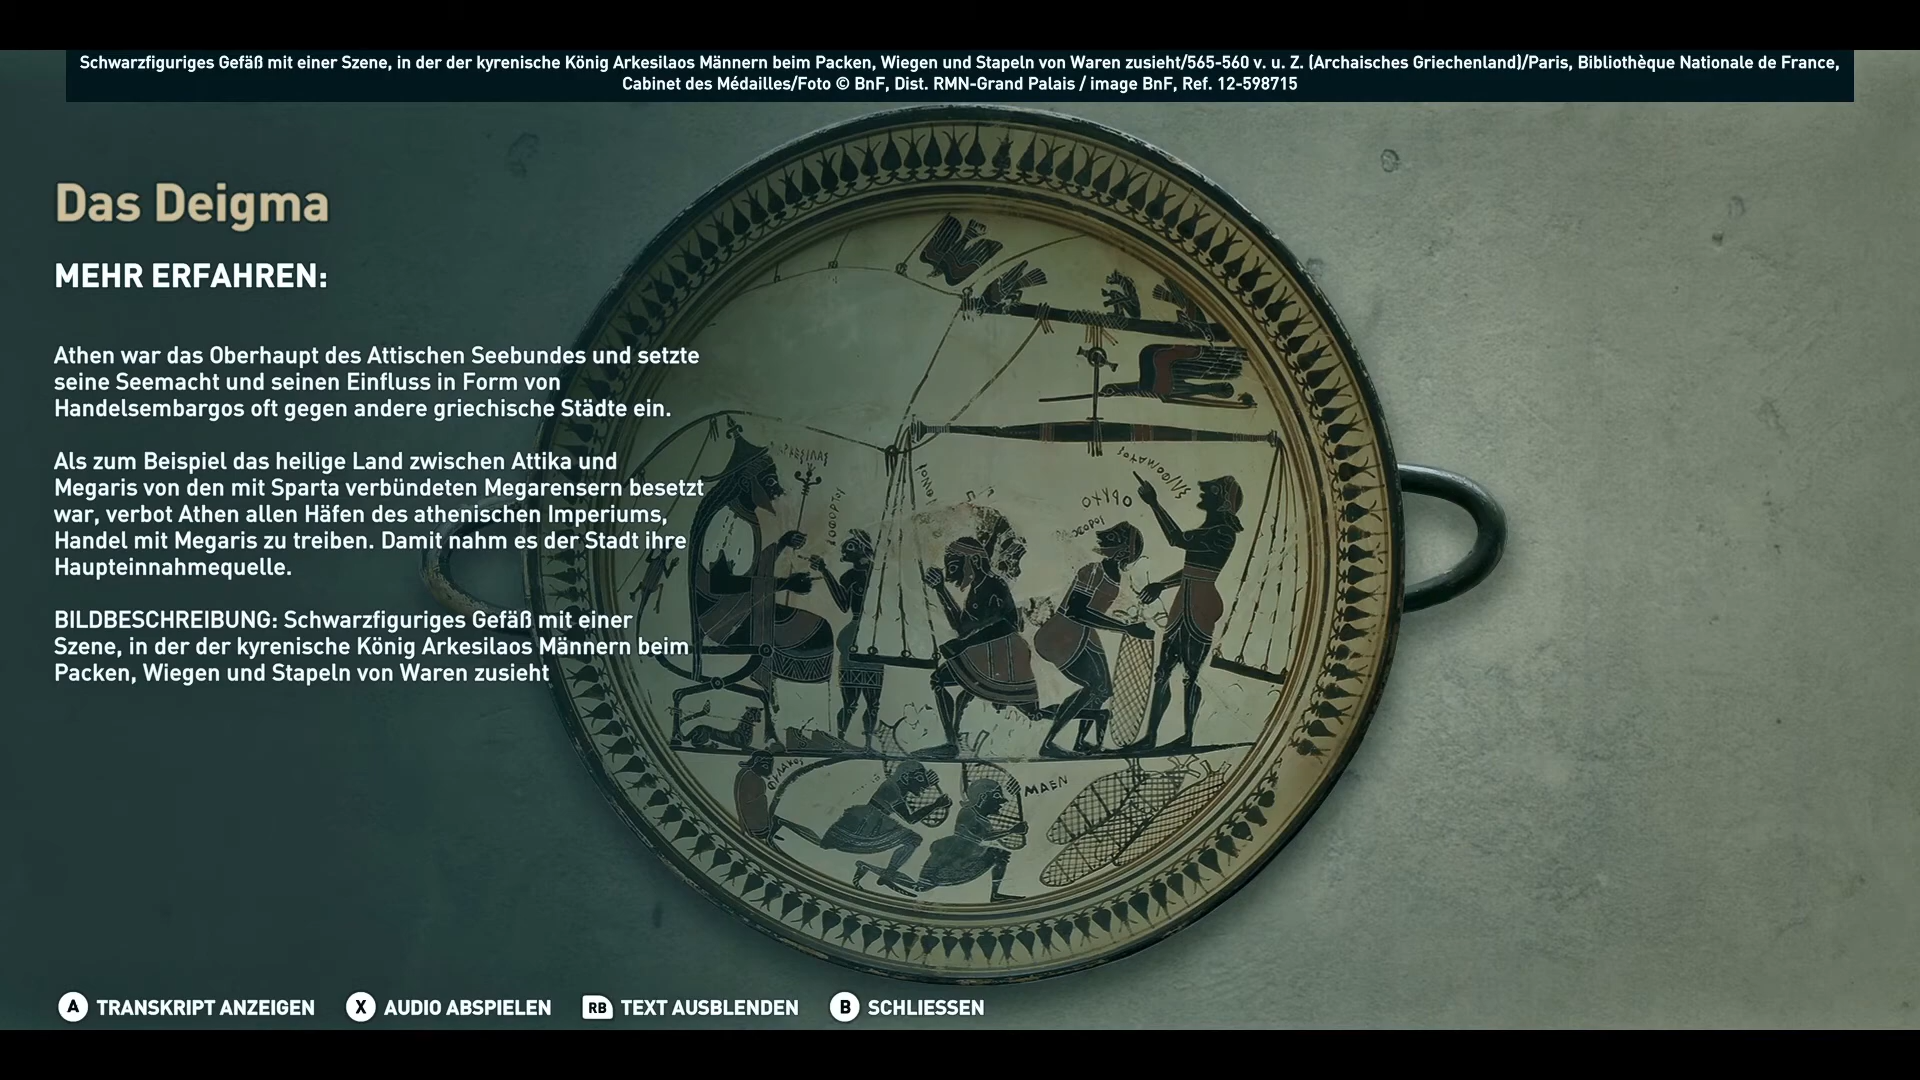 Schwarzfiguriges Gefäß mit einer Szene, in der der kyrenische König Arkesilaos Männern beim Packen, Wiegen und Stapeln von Waren zusieht/565-560 v. u. Z. (Archaisches Griechenland)/Paris, Bibliothèque Nationale de France,
Cabinet des Médailles/Foto © BnF, Dist. RMN-Grand Palais / image BnF, Ref. 12-598715
Das Deigma
MEHR ERFAHREN:
Athen war das Oberhaupt des Attischen Seebundes und setzte
seine Seemacht und seinen Einfluss in Form von
Handelsembargos oft gegen andere griechische Städte ein.
Als zum Beispiel das heilige Land zwischen Attika und
Megaris von den mit Sparta verbündeten Megarensern besetzt
war, verbot Athen allen Häfen des athenischen Imperiums,
Handel mit Megaris zu treiben. Damit nahm es der Stadt ihre
Haupteinnahmequelle.
BILDBESCHREIBUNG: Schwarzfiguriges Gefäß mit einer
Szene, in der der kyrenische König Arkesilaos Männern beim
Packen, Wiegen und Stapeln von Waren zusieht
ΜΑΕΝ
A TRANSKRIPT ANZEIGEN X AUDIO ABSPIELEN RB TEXT AUSBLENDEN B SCHLIESSEN